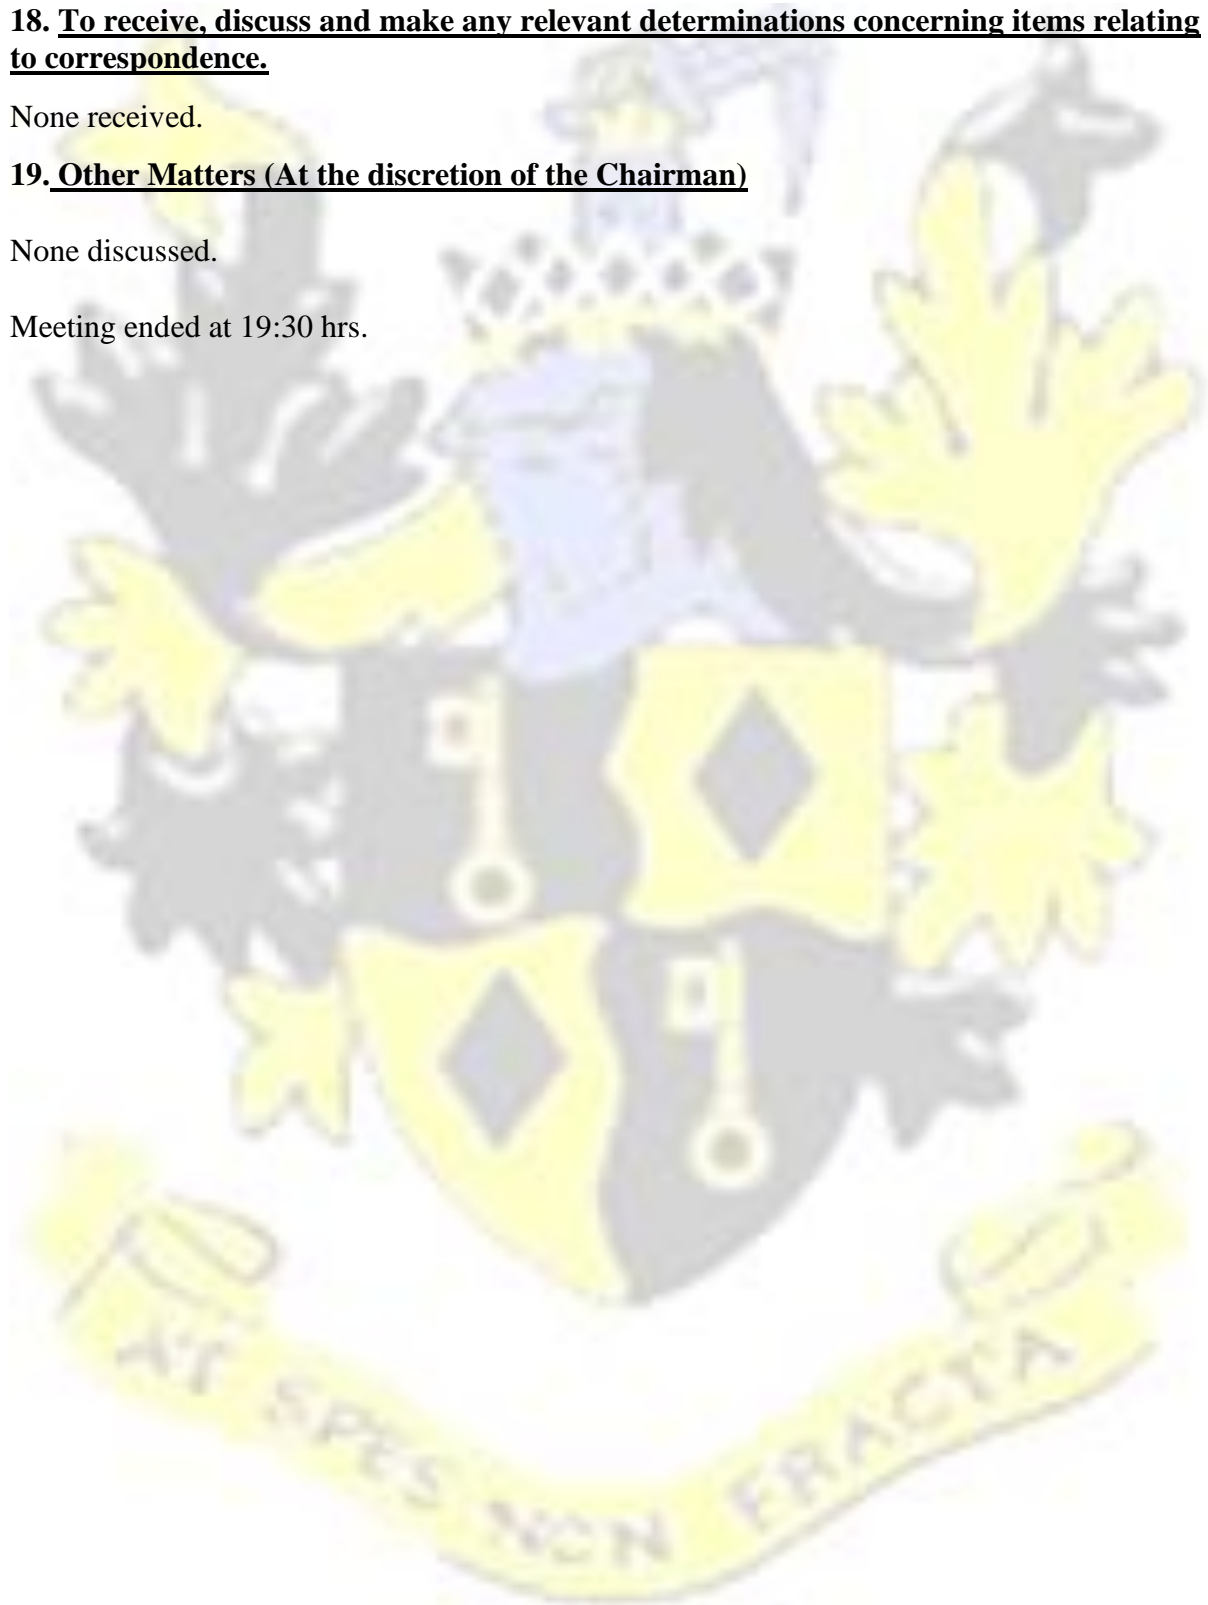 18. To receive, discuss and make any relevant determinations concerning items relating
to correspondence.
None received.
19. Other Matters (At the discretion of the Chairman)
None discussed.
Meeting ended at 19:30 hrs.
AT SPES NON FRACTA